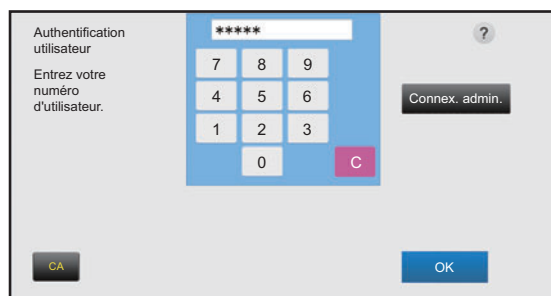 Authentification
utilisateur
Entrez votre
numéro
d'utilisateur.
*****
?
7 8 9
4 5 6
1 2 3
0 C
Connex. admin.
CA
OK